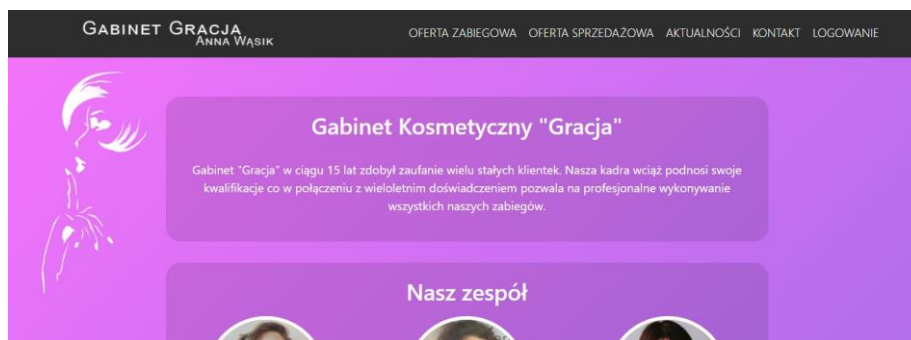 Gabinet Gracja
Anna Wąsik
OFERTA ZABIEGOWA OFERTA SPRZEDAŻOWA AKTUALNOŚCI KONTAKT LOGOWANIE
Gabinet Kosmetyczny "Gracja"
Gabinet "Gracja" w ciągu 15 lat zdobył zaufanie wielu stałych klientek. Nasza kadra wciąż podnosi swoje
kwalifikacje co w połączeniu z wieloletnim doświadczeniem pozwala na profesjonalne wykonywanie
wszystkich naszych zabiegów.
Nasz zespół